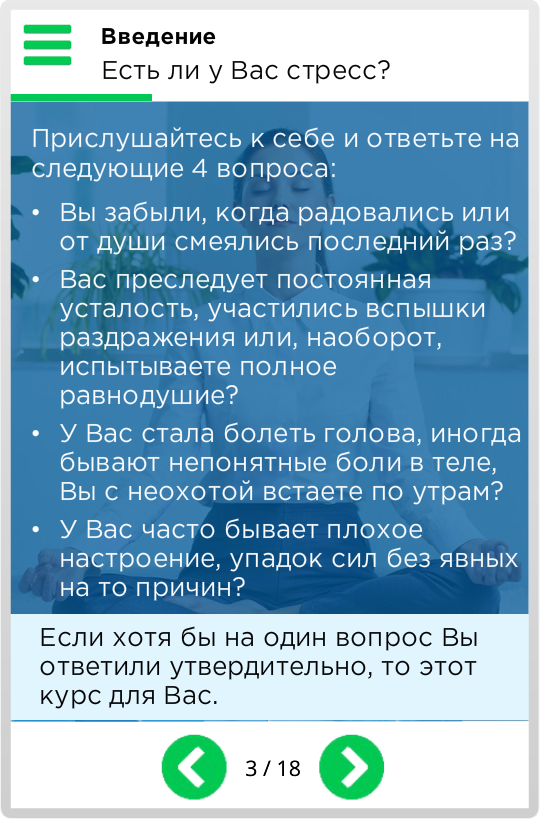 Введение
Есть ли у Вас стресс?
Прислушайтесь к себе и ответьте на
следующие 4 вопроса:
• Вы забыли, когда радовались или
от души смеялись последний раз?
• Вас преследует постоянная
усталость, участились вспышки
раздражения или, наоборот,
испытываете полное
равнодушие?
• У Вас стала болеть голова, иногда
бывают непонятные боли в теле,
Вы с неохотой встаете по утрам?
• У Вас часто бывает плохое
настроение, упадок сил без явных
на то причин?
Если хотя бы на один вопрос Вы
ответили утвердительно, то этот
курс для Вас.
3 / 18